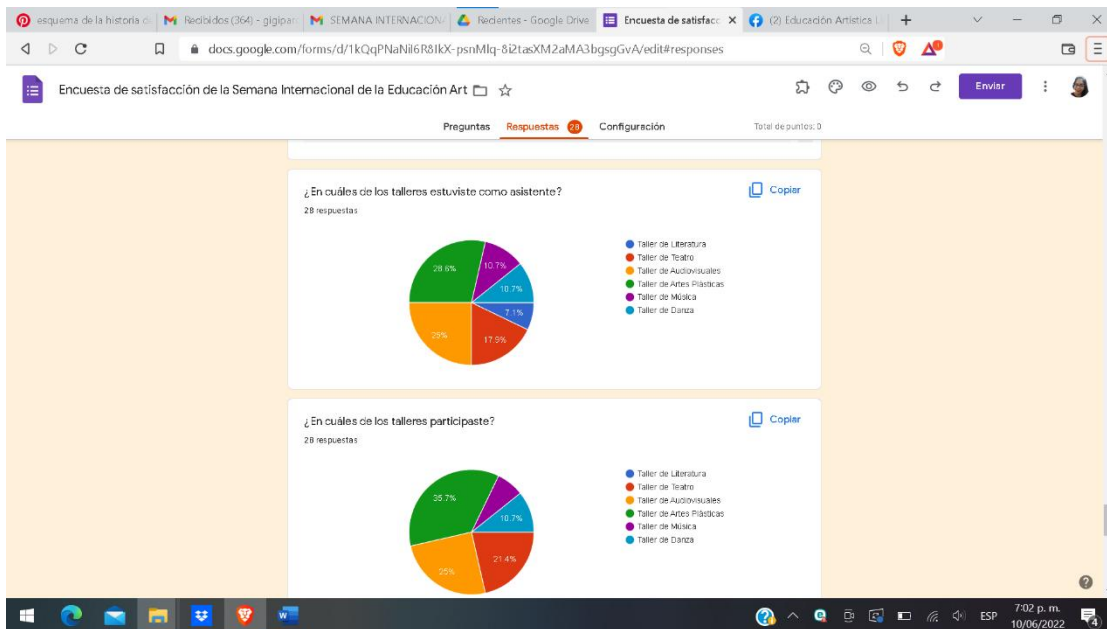 esquema de la historia d
Recibidos (364) - gigipar
SEMANA INTERNACION
Recientes - Google Drive
Encuesta de satisfacc
(2) Educación Artística L
docs.google.com/forms/d/1kQqPNaNil6R8lkX-psnMlq-8i2tasXM2aMA3bgsgGvA/edit#responses
Encuesta de satisfacción de la Semana Internacional de la Educación Art
Enviar
Preguntas
Respuestas 28
Configuración
Total de puntos: 0
¿En cuáles de los talleres estuviste como asistente?
Copiar
28 respuestas
Taller de Literatura
Taller de Teatro
Taller de Audiovisuales
Taller de Artes Plásticas
Taller de Música
Taller de Danza
28.6%
10.7%
10.7%
7.1%
25%
17.9%
¿En cuáles de los talleres participaste?
Copiar
28 respuestas
Taller de Literatura
Taller de Teatro
Taller de Audiovisuales
Taller de Artes Plásticas
Taller de Música
Taller de Danza
35.7%
10.7%
21.4%
25%
ESP
7:02 p. m.
10/06/2022